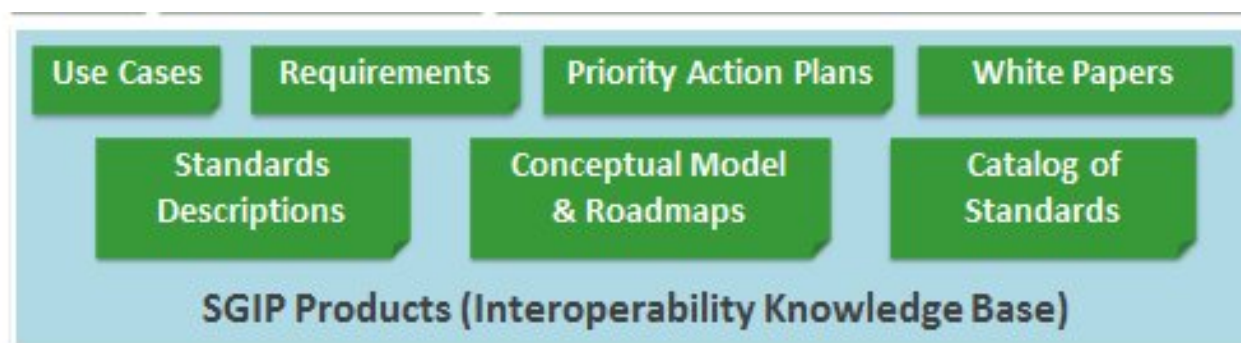 Use Cases
Requirements
Priority Action Plans
White Papers
Standards
Descriptions
Conceptual Model
& Roadmaps
Catalog of
Standards
SGIP Products (Interoperability Knowledge Base)